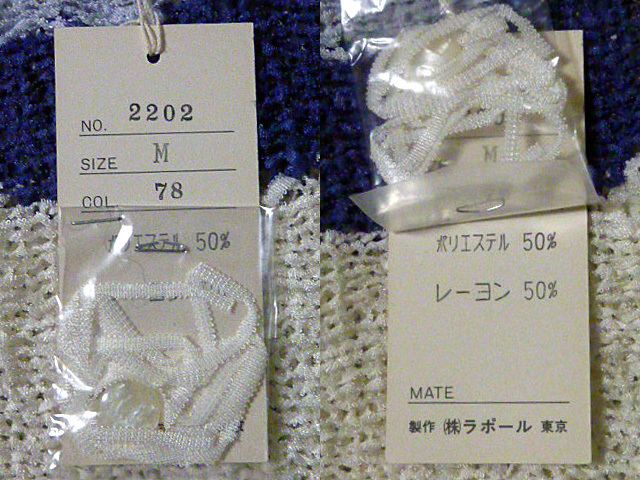 NO. 2202
SIZE M
COL 78
ポリエステル 50%
M
ポリエステル 50%
レーヨン 50%
MATE
製作 ㈱ラポール 東京